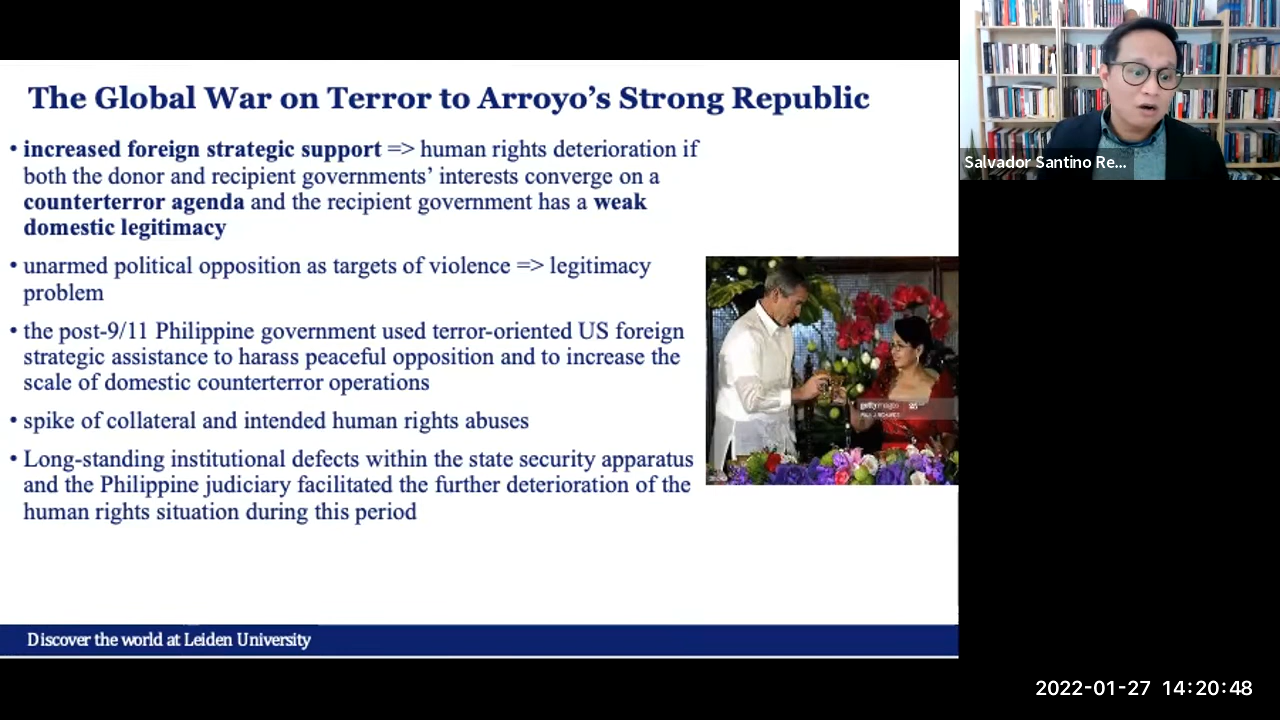 The Global War on Terror to Arroyo's Strong Republic
• increased foreign strategic support => human rights deterioration if
both the donor and recipient governments' interests converge on a
counterterror agenda and the recipient government has a weak
domestic legitimacy
• unarmed political opposition as targets of violence => legitimacy
problem
• the post-9/11 Philippine government used terror-oriented US foreign
strategic assistance to harass peaceful opposition and to increase the
scale of domestic counterterror operations
• spike of collateral and intended human rights abuses
• Long-standing institutional defects within the state security apparatus
and the Philippine judiciary facilitated the further deterioration of the
human rights situation during this period
gettyimages
Discover the world at Leiden University
Salvador Santino Re...
2022-01-27 14:20:48